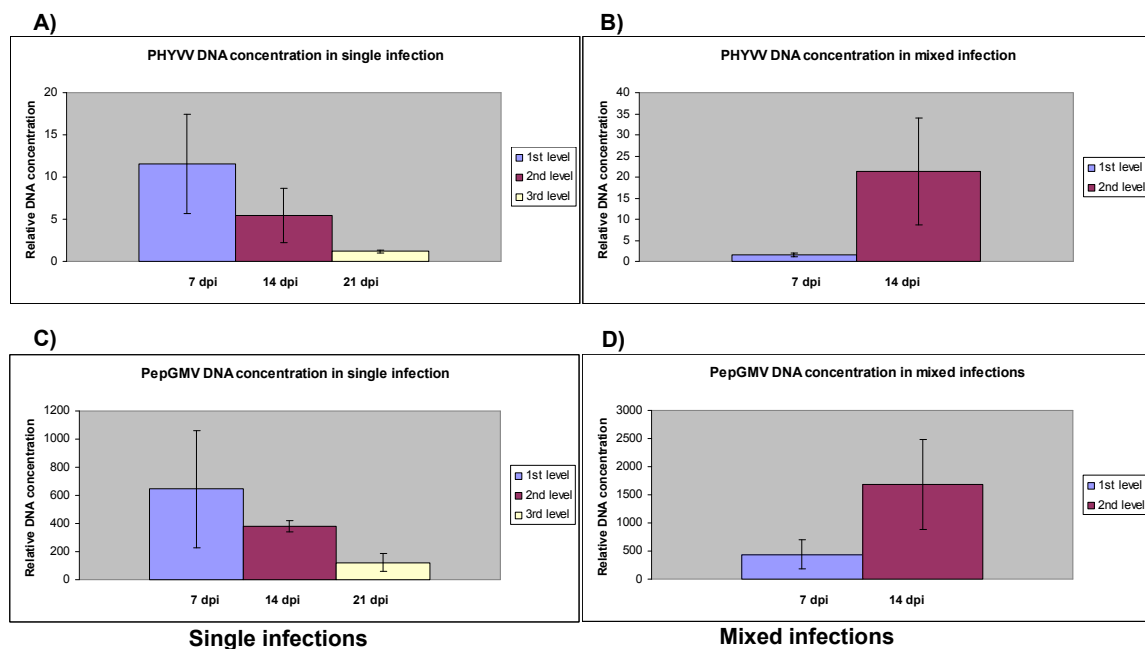 A)
PHYVV DNA concentration in single infection
Relative DNA concentration
20
15
10
5
0
7 dpi 14 dpi 21 dpi
1st level
2nd level
3rd level
B)
PHYVV DNA concentration in mixed infection
Relative DNA concentration
40
35
30
25
20
15
10
5
0
7 dpi 14 dpi
1st level
2nd level
C)
PepGMV DNA concentration in single infection
Relative DNA concentration
1200
1000
800
600
400
200
0
7 dpi 14 dpi 21 dpi
1st level
2nd level
3rd level
Single infections
D)
PepGMV DNA concentration in mixed infections
Relative DNA concentration
3000
2500
2000
1500
1000
500
0
7 dpi 14 dpi
1st level
2nd level
Mixed infections